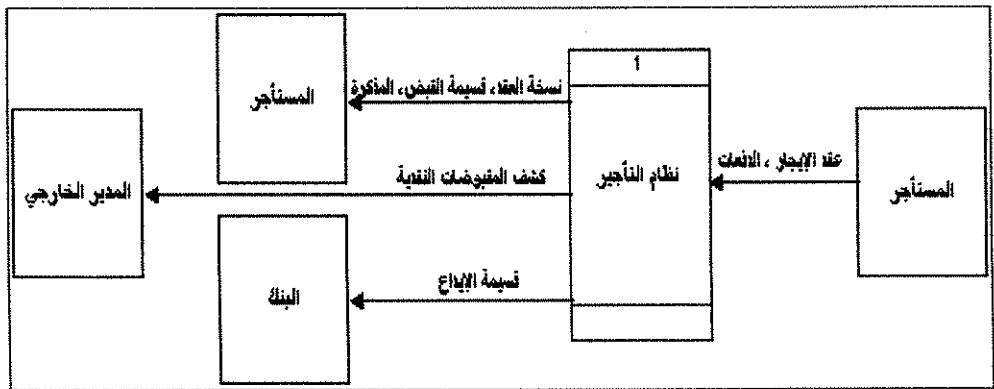 1
نظام التأجير
المستأجر
عقد الإيجار ، الدفعات
المستأجر
نسخة العقد، قسيمة القبض، المذكرة
كشف المقبوضات النقدية
المدير الخارجي
قسيمة الإيداع
البنك